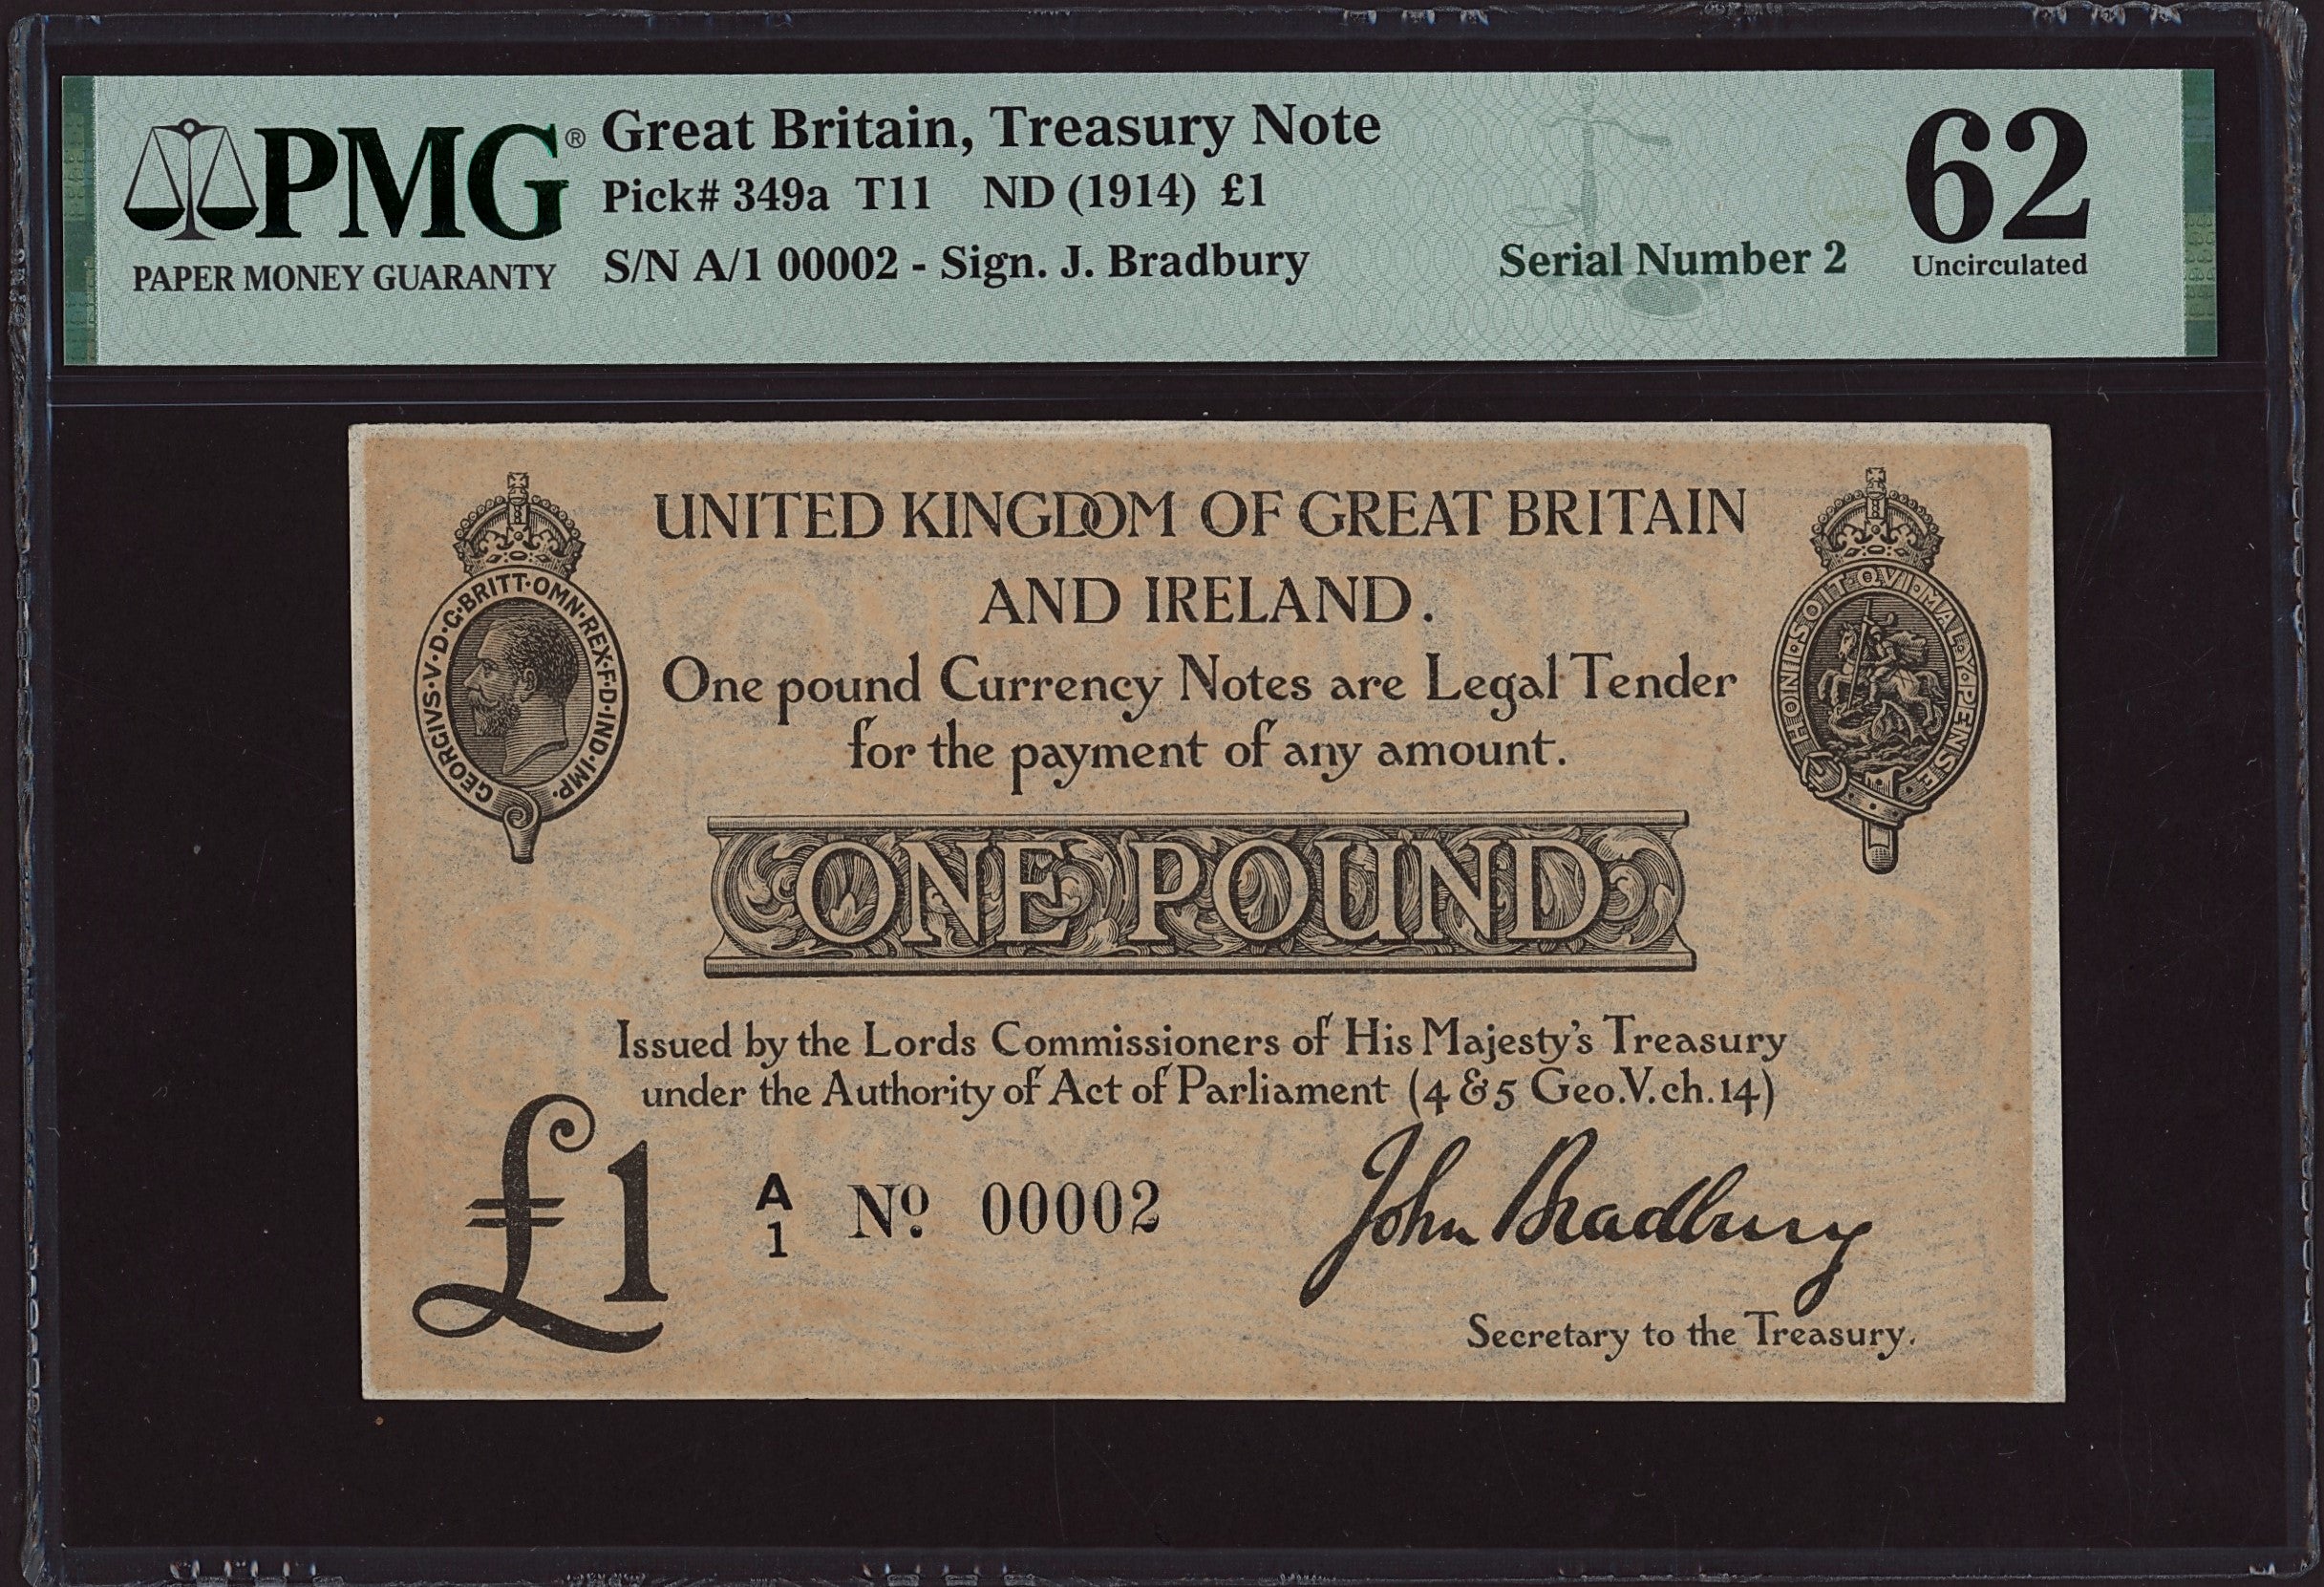 PMG®
PAPER MONEY GUARANTY
Great Britain, Treasury Note
Pick# 349a T11 ND (1914) £1
S/N A/1 00002 - Sign. J. Bradbury
Serial Number 2
62
Uncirculated
UNITED KINGDOM OF GREAT BRITAIN
AND IRELAND.
GEORGIVS·V·D·G·BRITT·OMN·REX·F·D·IND·IMP·
HONI·SOIT·QVI·MAL·Y·PENSE
One pound Currency Notes are Legal Tender
for the payment of any amount.
ONE POUND
Issued by the Lords Commissioners of His Majesty's Treasury
under the Authority of Act of Parliament (4 & 5 Geo.V.ch.14)
£1
A
1
Nº 00002
John Bradbury
Secretary to the Treasury.